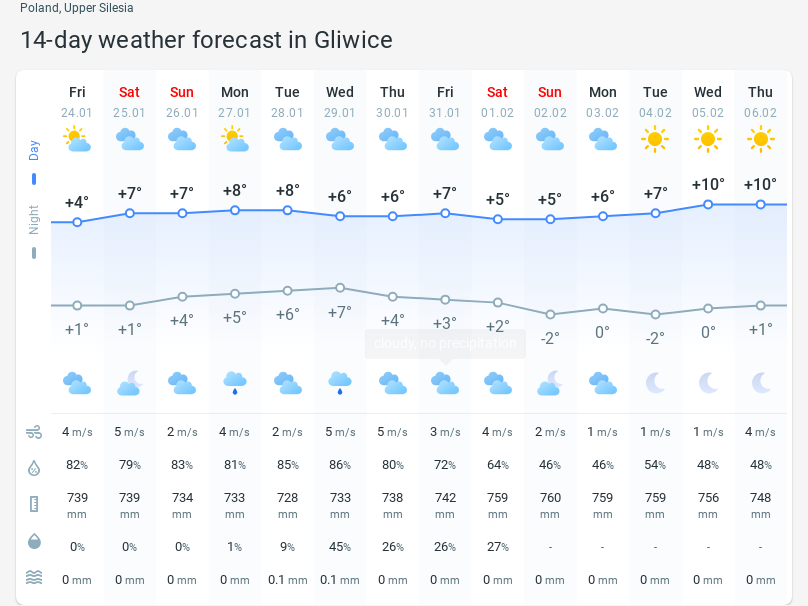 Poland, Upper Silesia
14-day weather forecast in Gliwice
Fri Sat Sun Mon Tue Wed Thu Fri Sat Sun Mon Tue Wed Thu
24.01 25.01 26.01 27.01 28.01 29.01 30.01 31.01 01.02 02.02 03.02 04.02 05.02 06.02
Day
+4° +7° +7° +8° +8° +6° +6° +7° +5° +5° +6° +7° +10° +10°
Night
+1° +1° +4° +5° +6° +7° +4° +3° +2° -2° 0° -2° 0° +1°
cloudy, no precipitation
4 m/s 5 m/s 2 m/s 4 m/s 2 m/s 5 m/s 5 m/s 3 m/s 4 m/s 2 m/s 1 m/s 1 m/s 1 m/s 4 m/s
82% 79% 83% 81% 85% 86% 80% 72% 64% 46% 46% 54% 48% 48%
739 739 734 733 728 733 738 742 759 760 759 759 756 748
mm mm mm mm mm mm mm mm mm mm mm mm mm mm
0% 0% 0% 1% 9% 45% 26% 26% 27% - - - - -
0 mm 0 mm 0 mm 0 mm 0.1 mm 0.1 mm 0 mm 0 mm 0 mm 0 mm 0 mm 0 mm 0 mm 0 mm